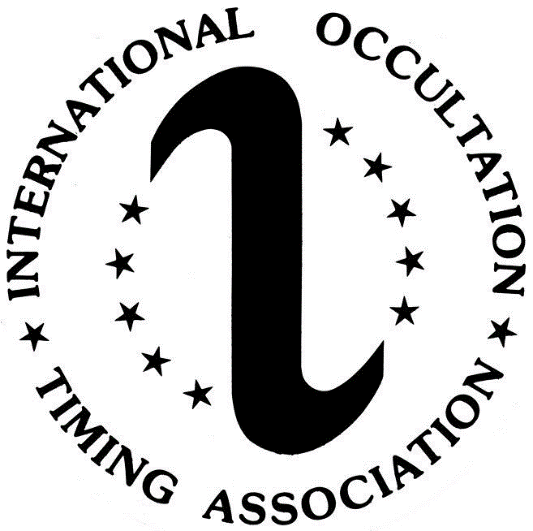 INTERNATIONAL OCCULTATION
TIMING ASSOCIATION